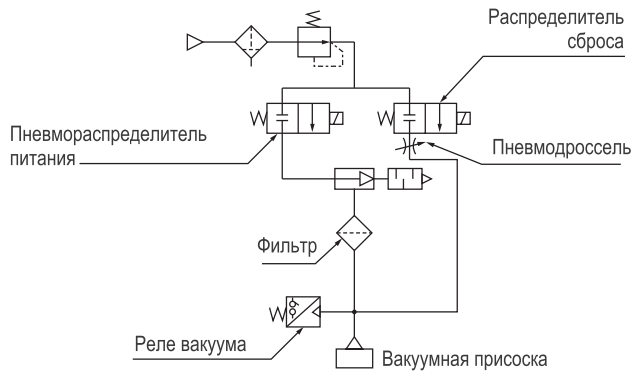 Распределитель
сброса
Пневмораспределитель
питания
Пневмодроссель
Фильтр
Реле вакуума
Вакуумная присоска